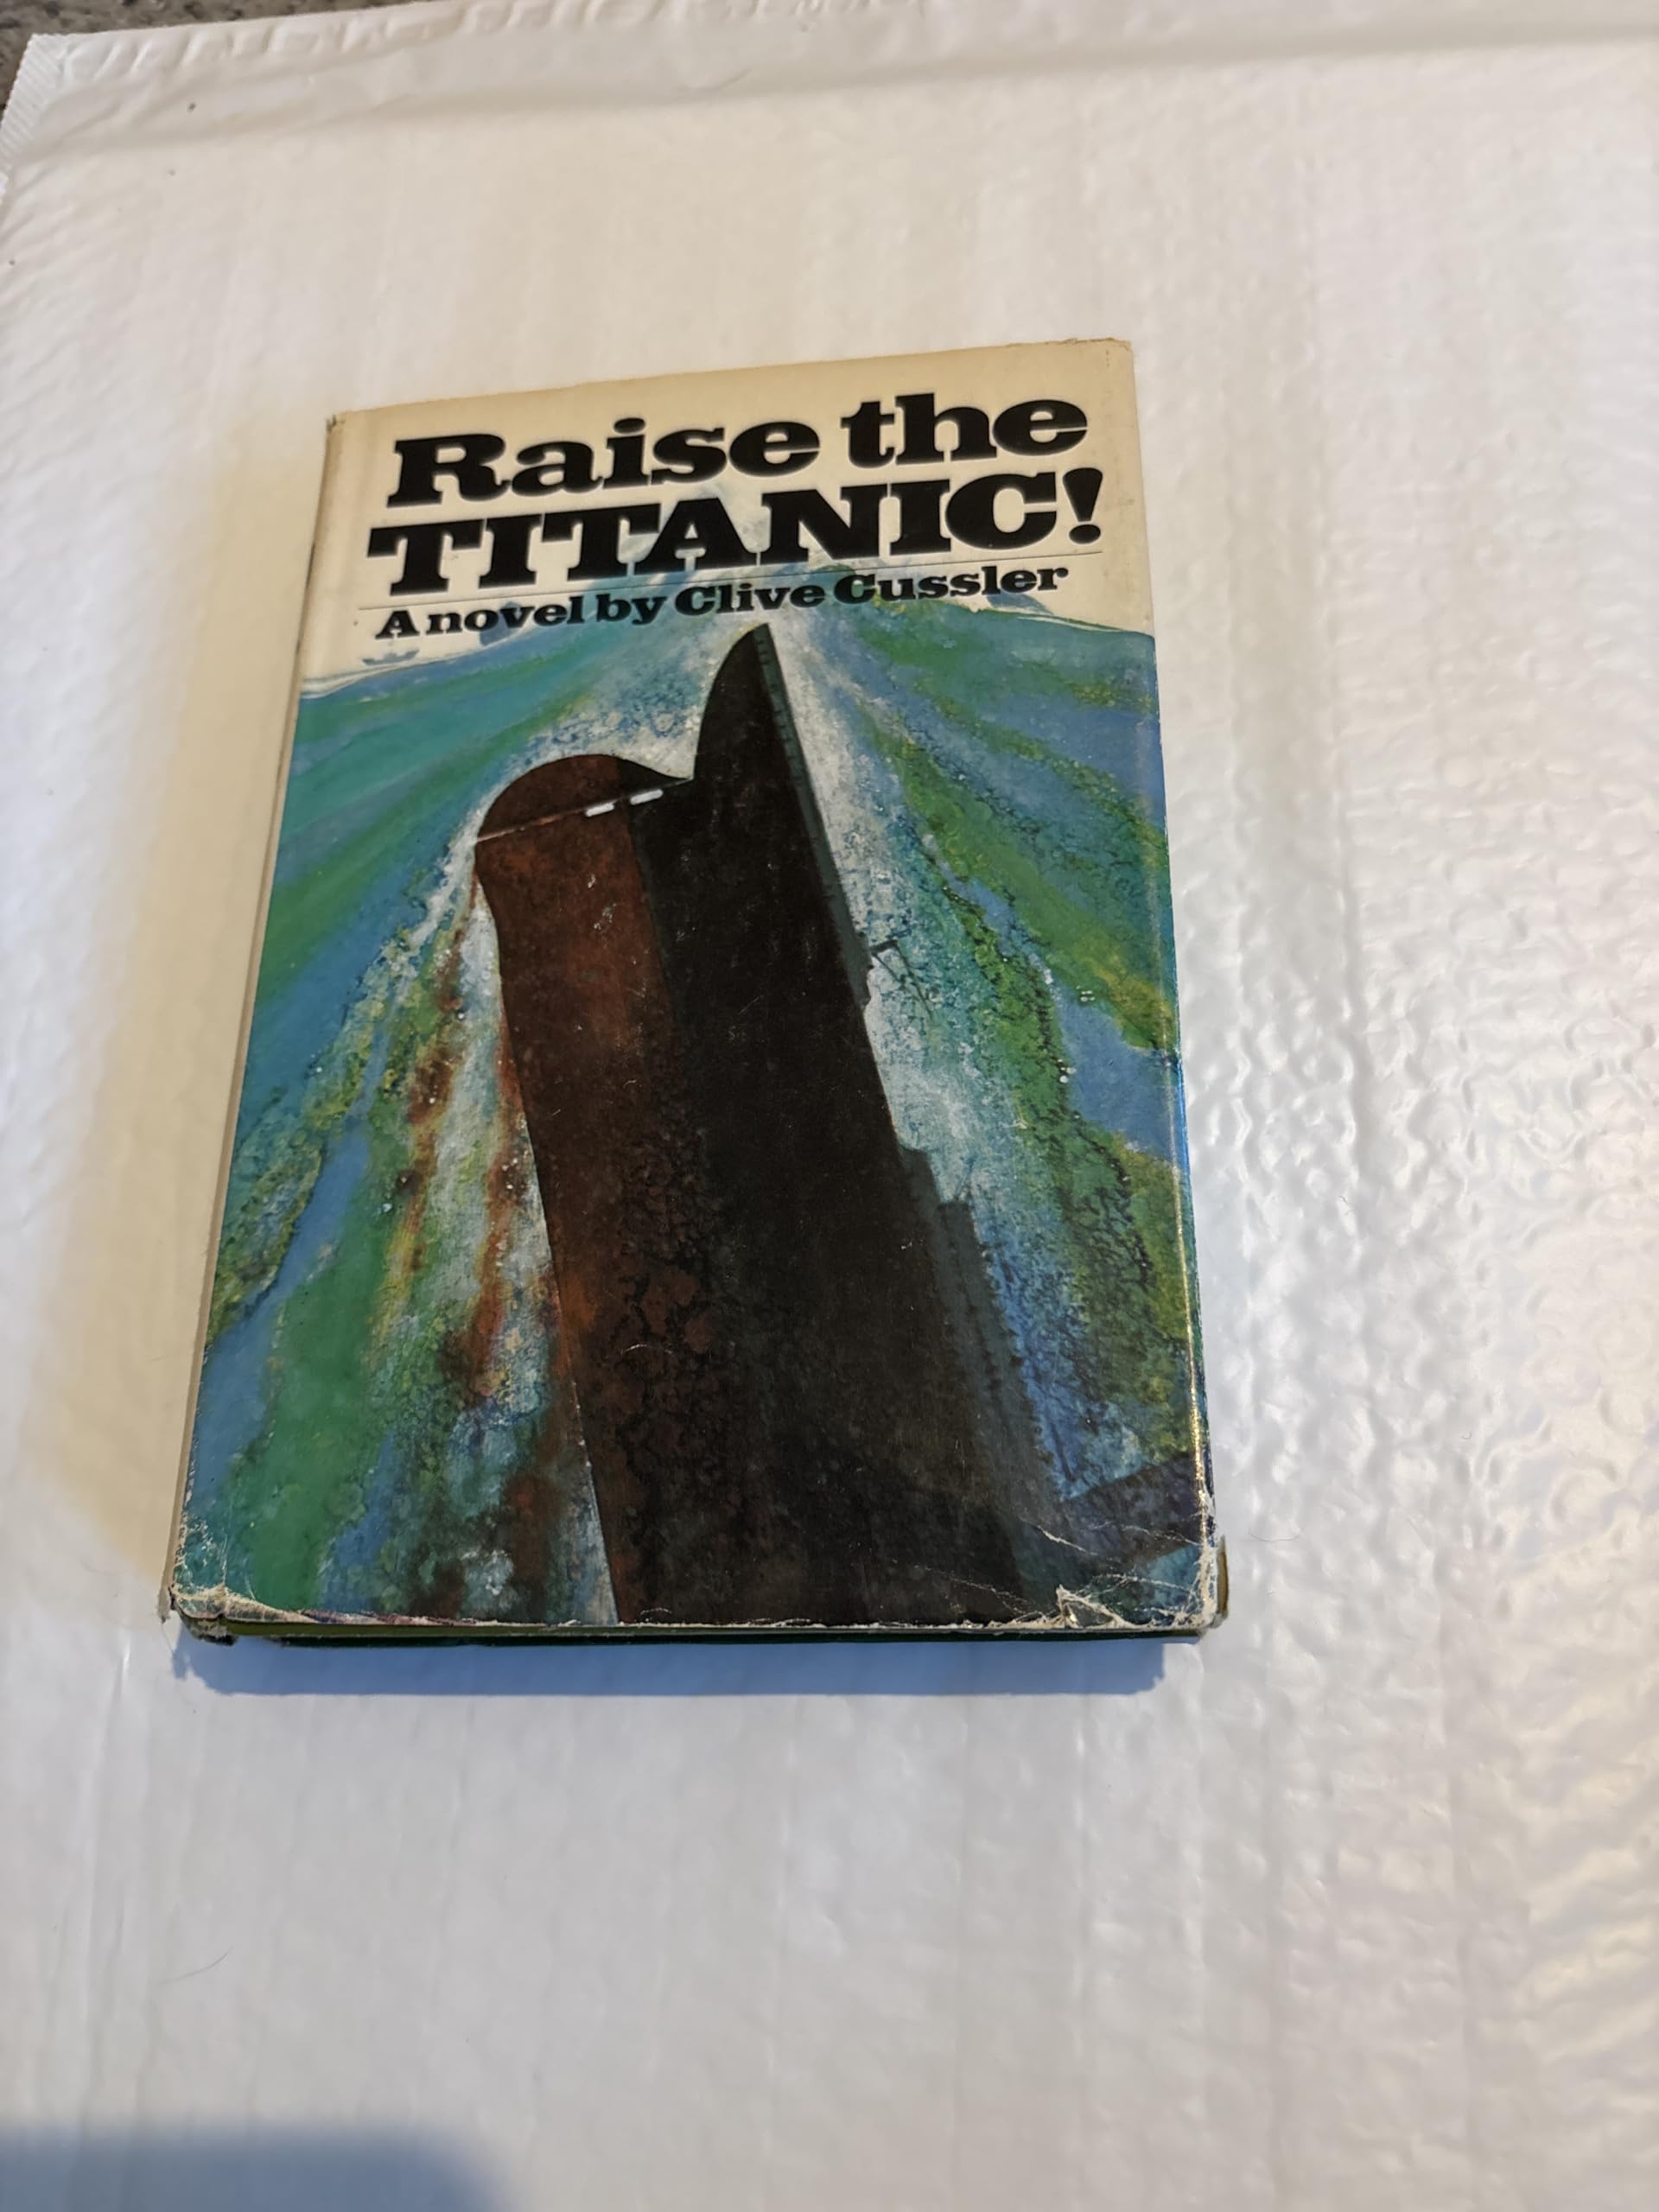 Raise the
TITANIC!
A novel by Clive Cussler